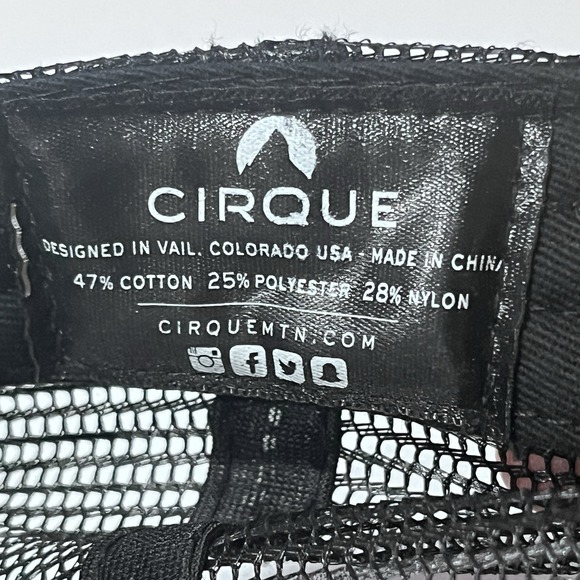 CIRQUE
DESIGNED IN VAIL, COLORADO USA - MADE IN CHINA
47% COTTON 25% POLYESTER 28% NYLON
CIRQUEMTN.COM